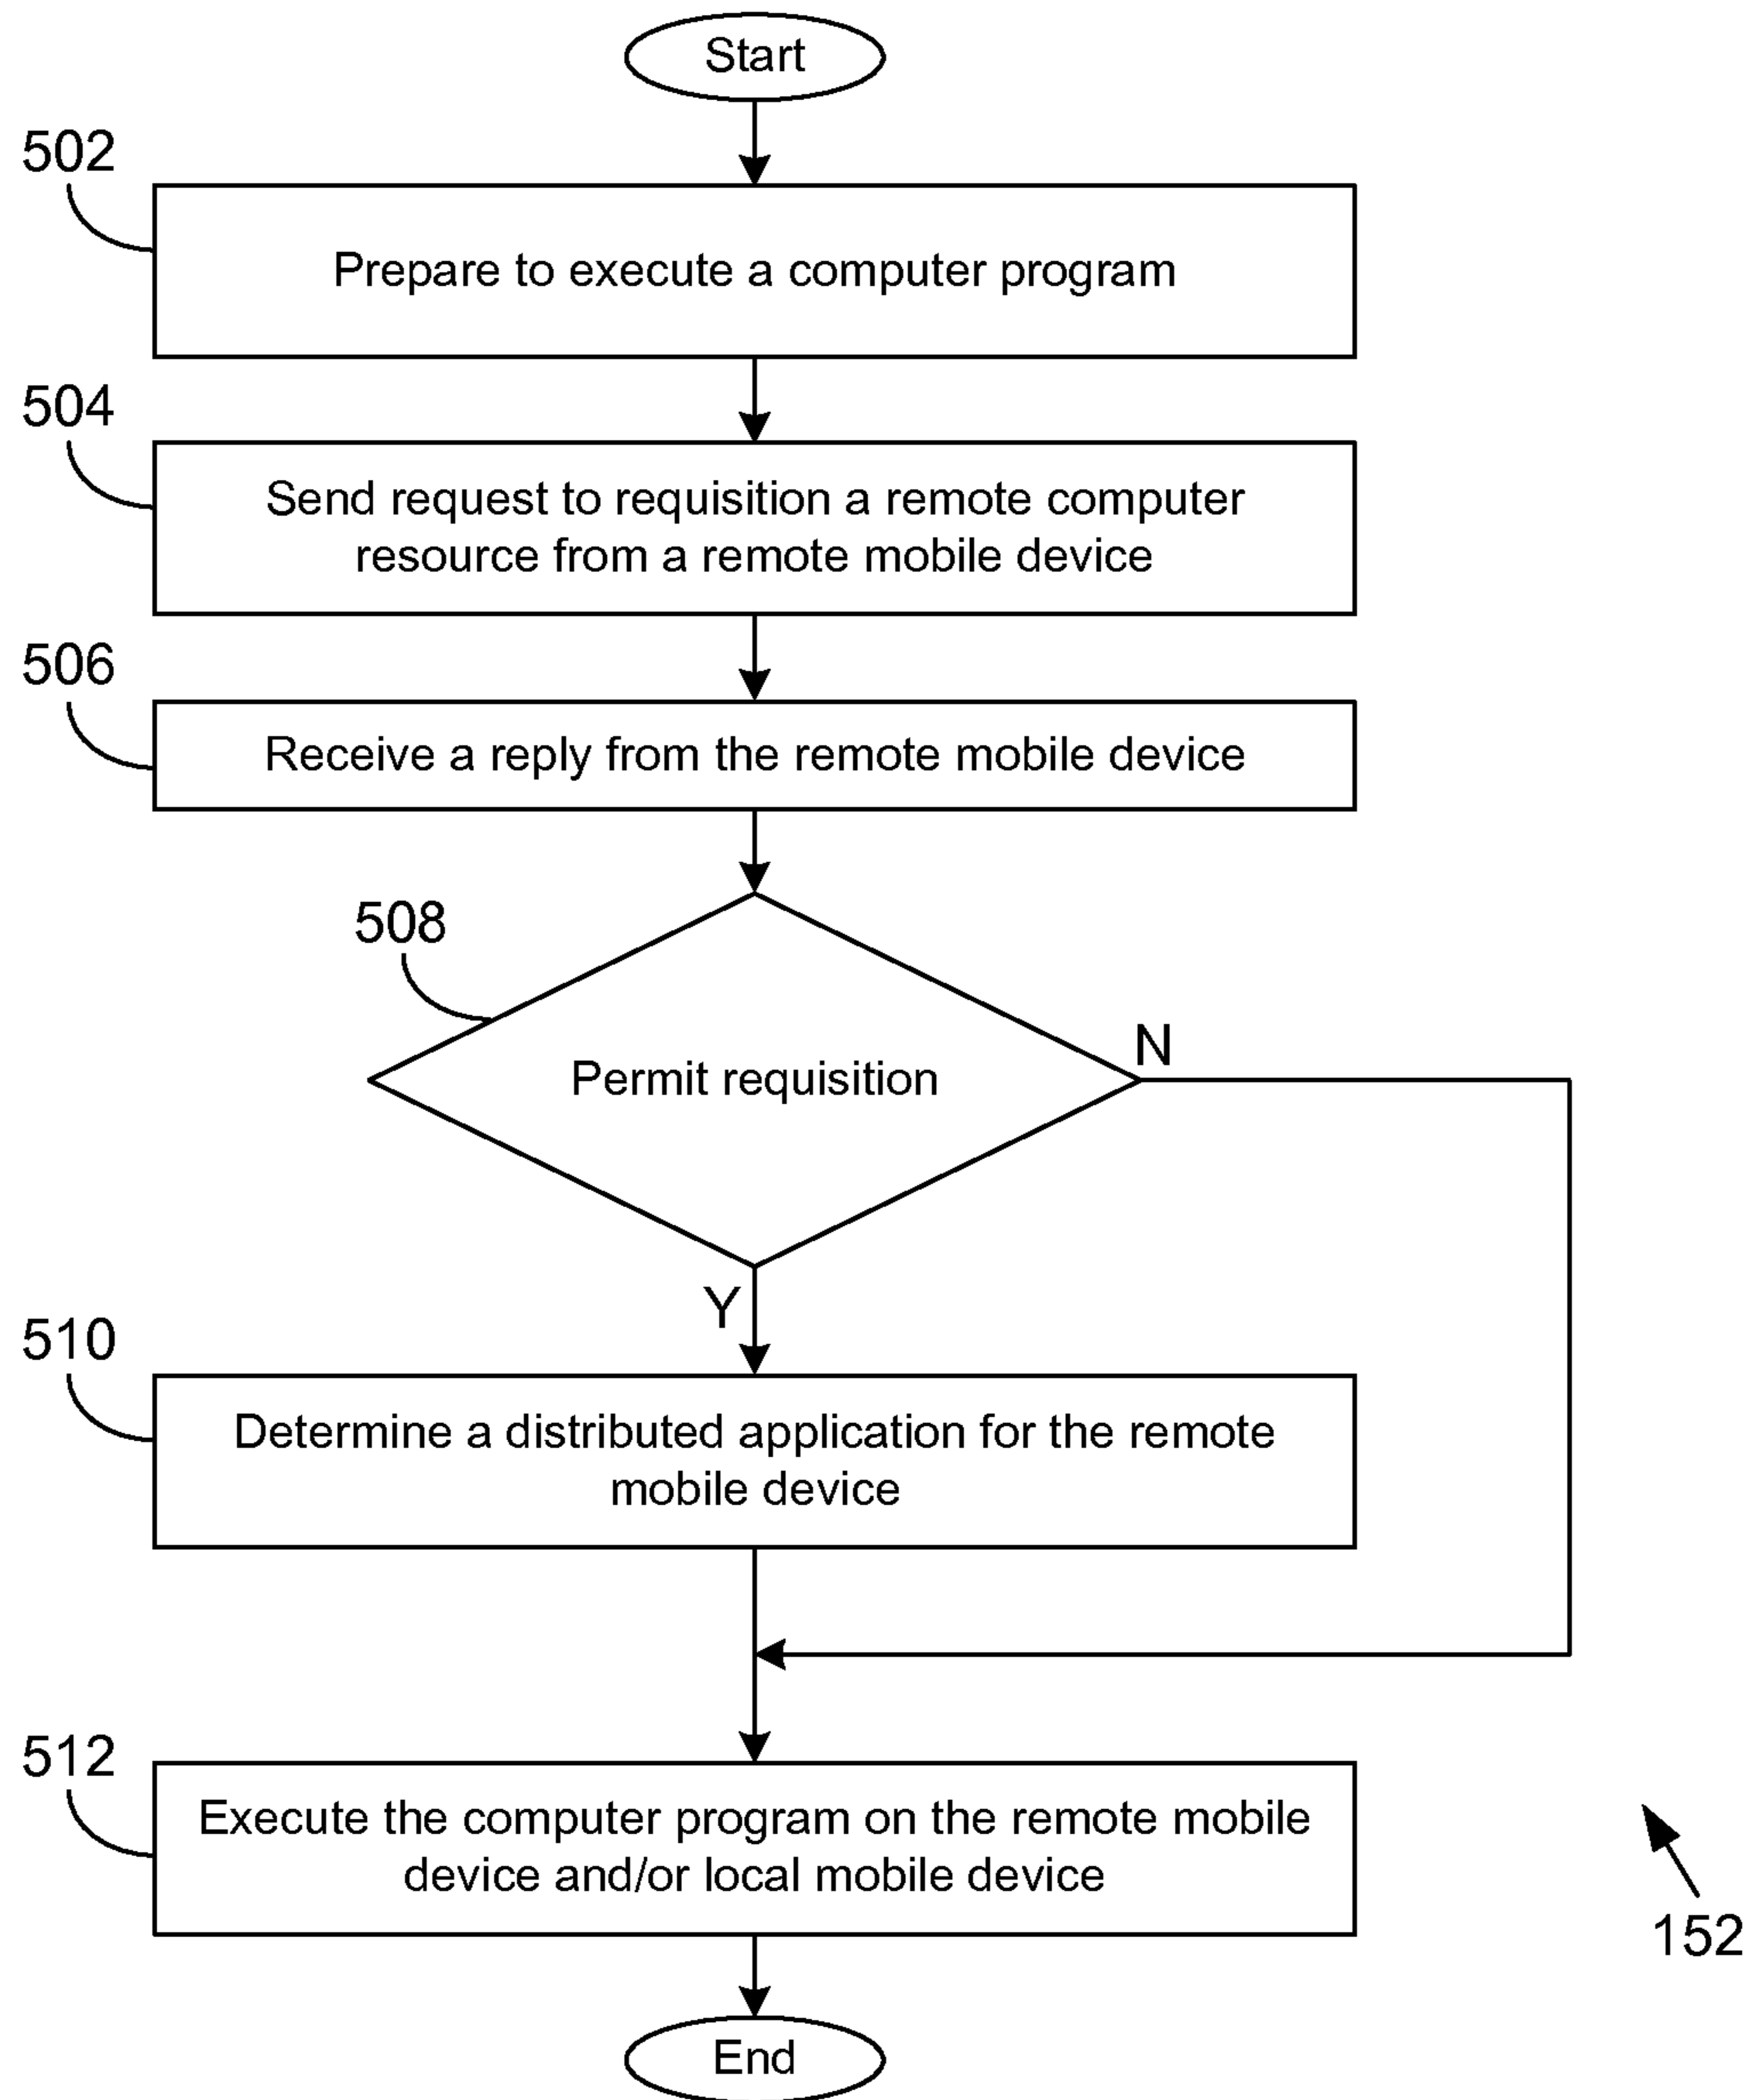 Start
502
Prepare to execute a computer program
504
Send request to requisition a remote computer
resource from a remote mobile device
506
Receive a reply from the remote mobile device
508
Permit requisition
N
Y
510
Determine a distributed application for the remote
mobile device
512
Execute the computer program on the remote mobile
device and/or local mobile device
152
End